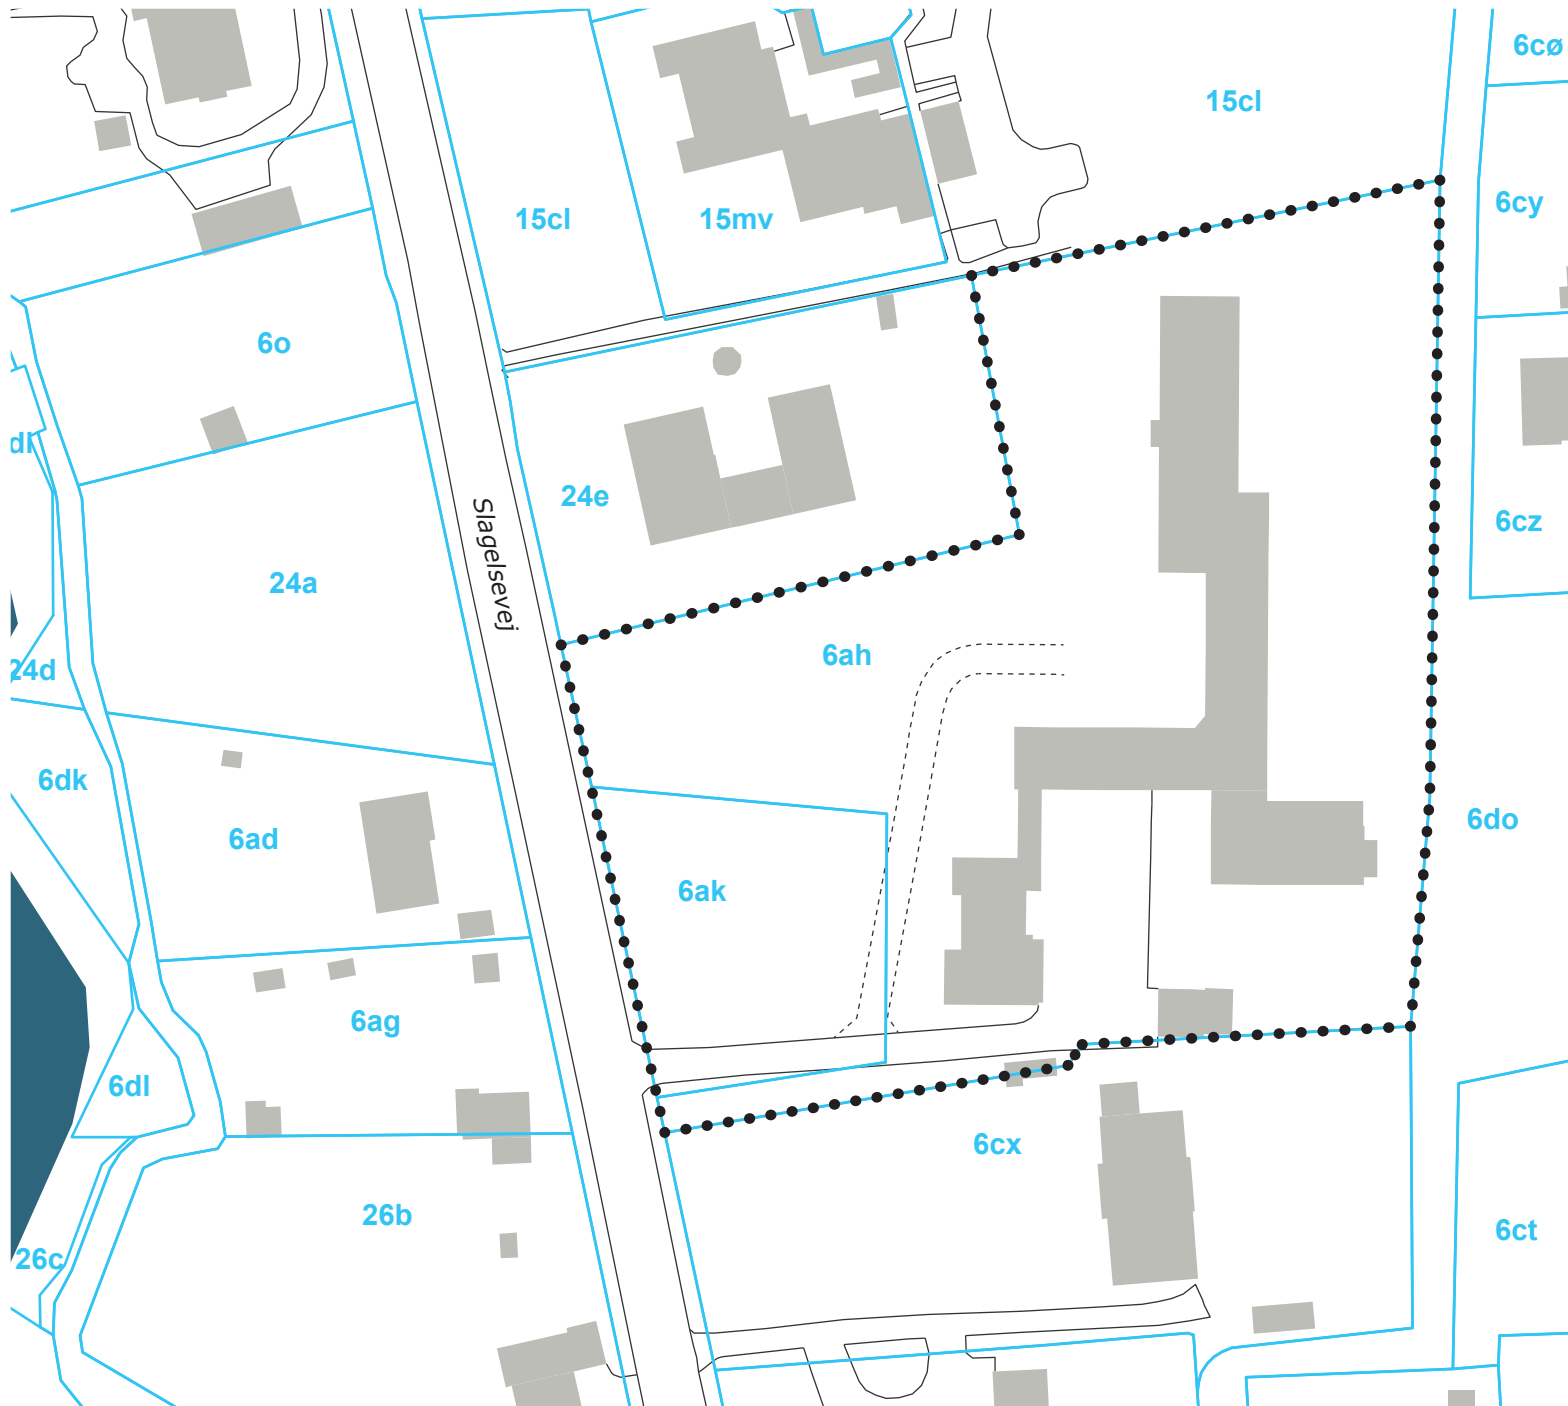 6cø
15cl
6cy
15cl
15mv
6o
dl
24e
6cz
Slagelsevej
24a
6ah
24d
6dk
6do
6ad
6ak
6ag
6dl
6cx
26b
6ct
26c